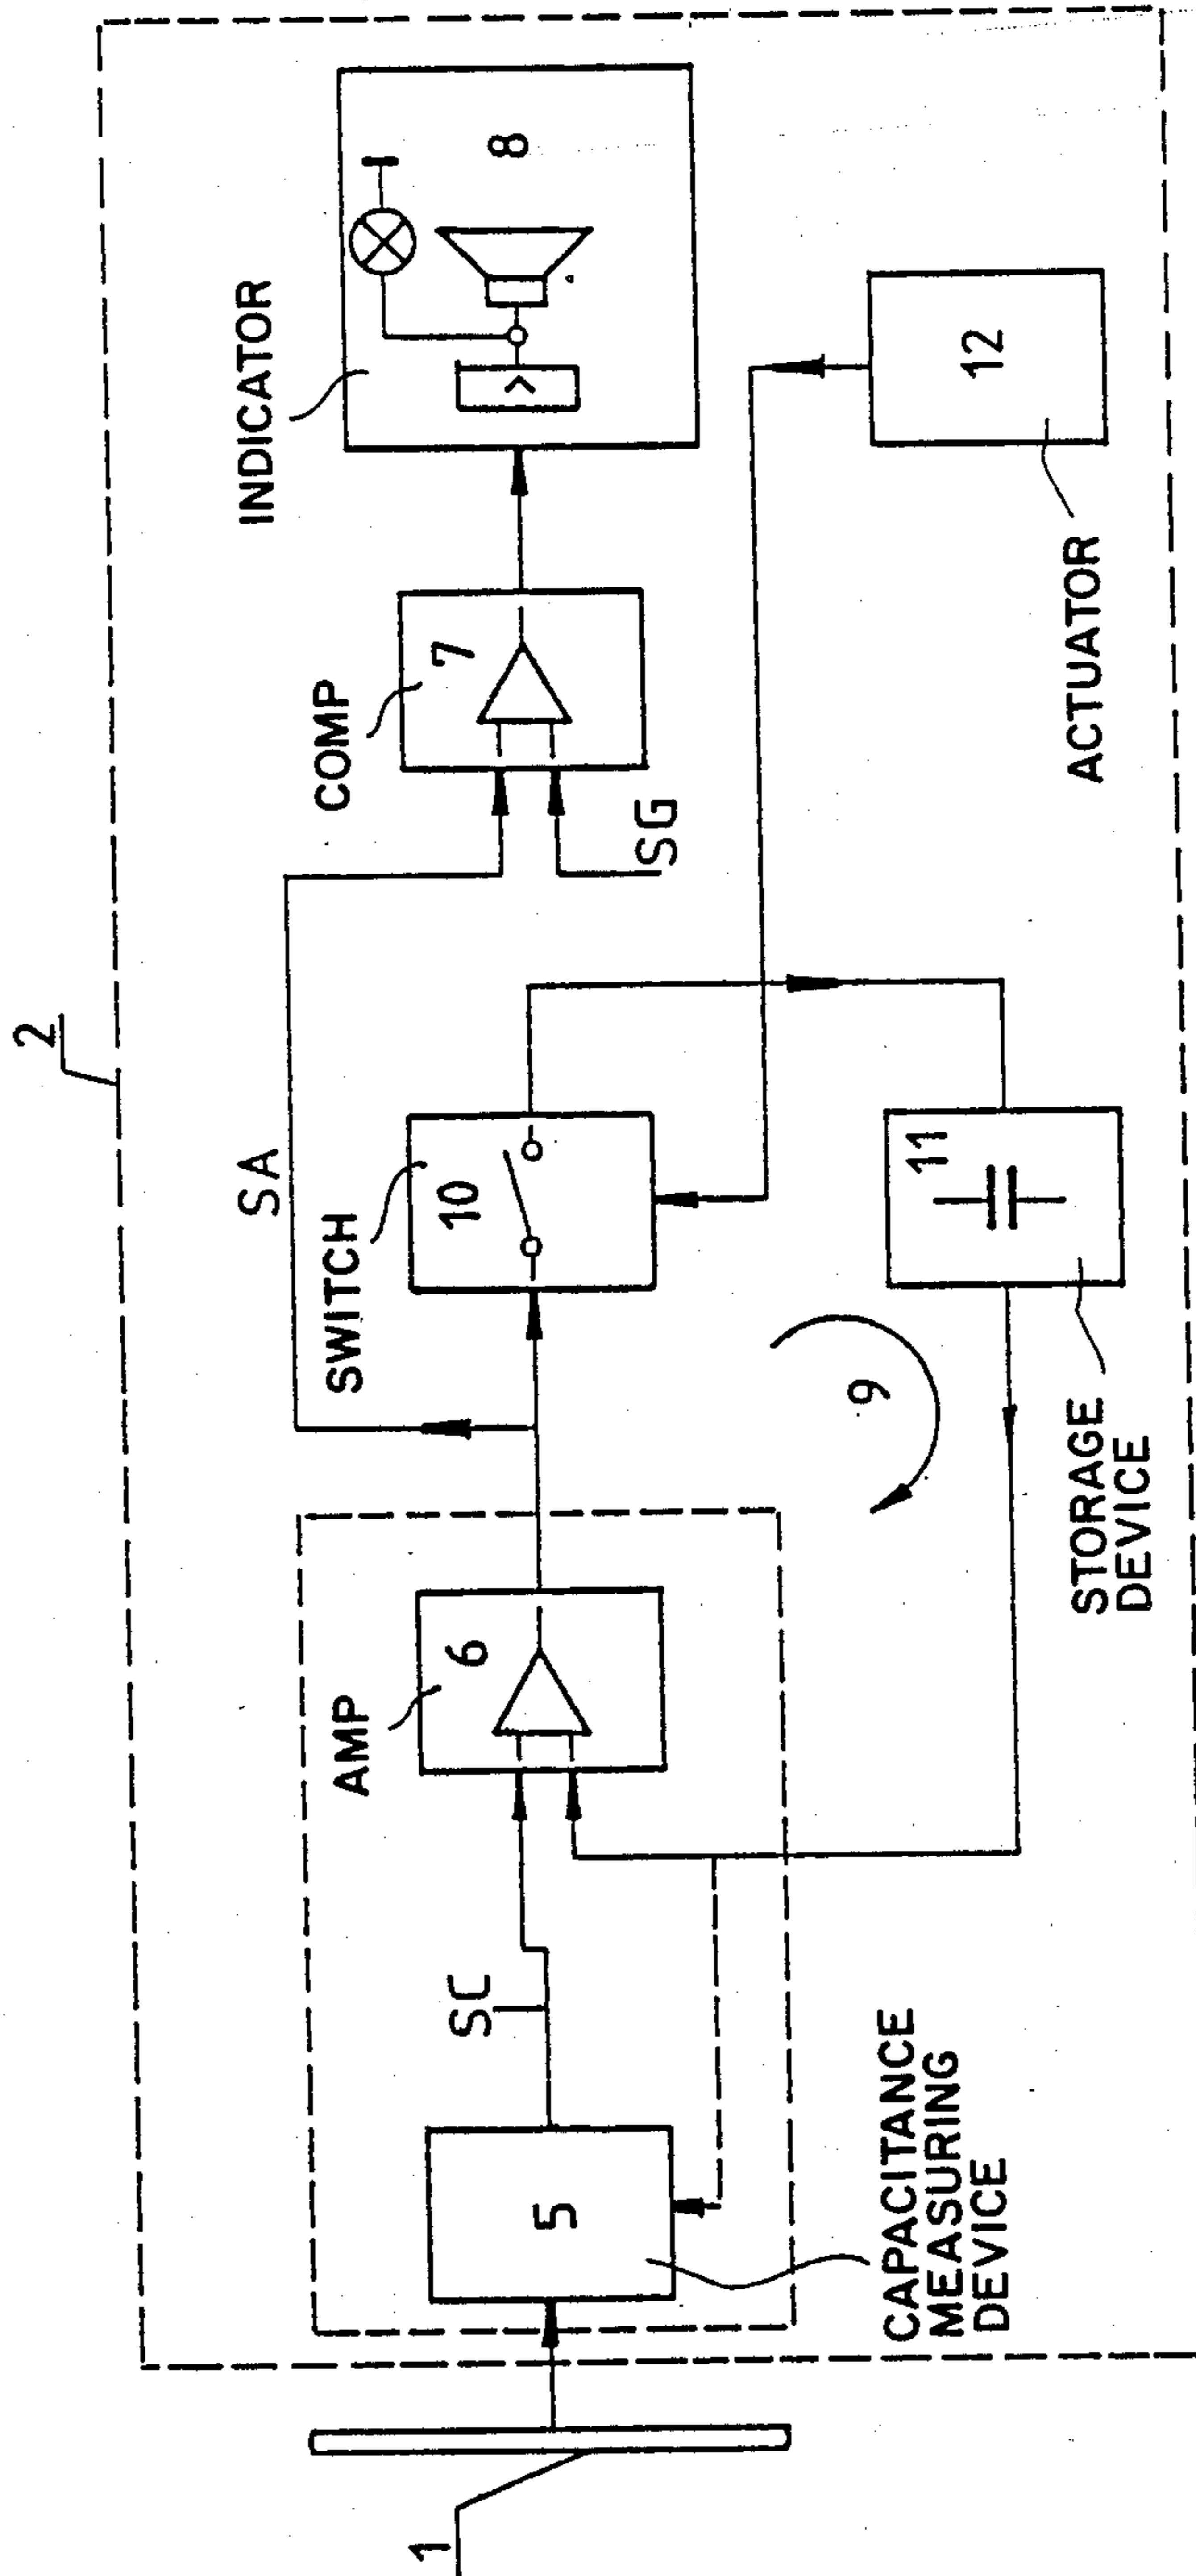 2
INDICATOR
8
COMP
7
SA
SG
SWITCH
10
12
ACTUATOR
AMP
6
9
11
STORAGE
DEVICE
SC
5
CAPACITANCE
MEASURING
DEVICE
1